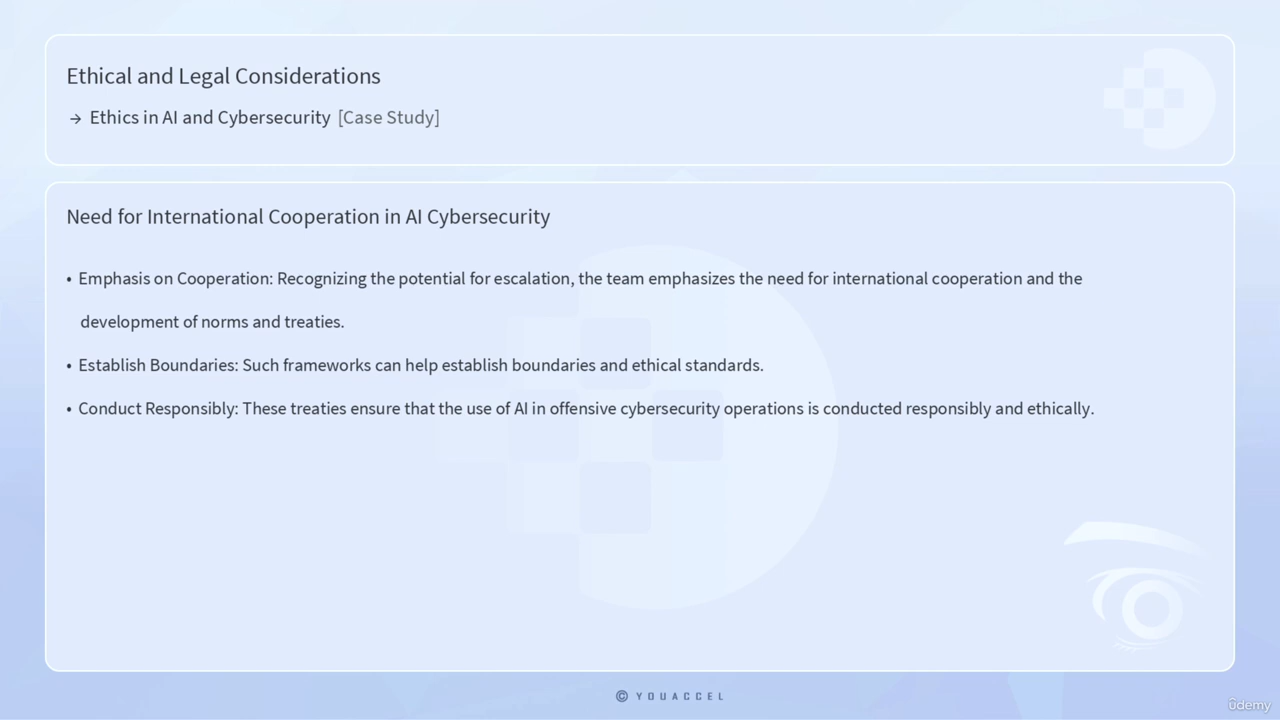 Ethical and Legal Considerations
→ Ethics in AI and Cybersecurity [Case Study]
Need for International Cooperation in AI Cybersecurity
• Emphasis on Cooperation: Recognizing the potential for escalation, the team emphasizes the need for international cooperation and the
development of norms and treaties.
• Establish Boundaries: Such frameworks can help establish boundaries and ethical standards.
• Conduct Responsibly: These treaties ensure that the use of AI in offensive cybersecurity operations is conducted responsibly and ethically.
© YOUACCEL
ûdemy